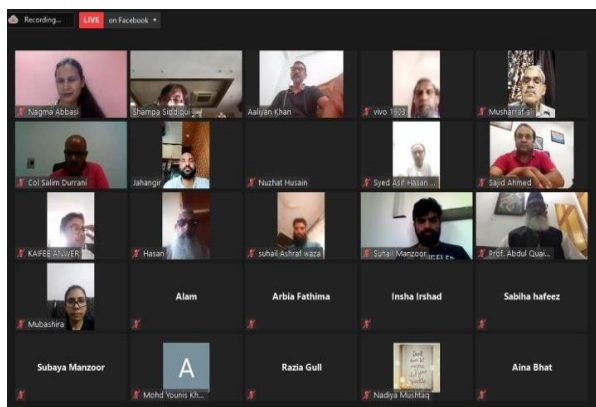 Recording...
LIVE on Facebook
Nagma Abbasi
Shampa Siddiqui
Aaliyan Khan
vivo 1603
Musharraf ali
Col Salim Durrani
Jahangir
Nuzhat Husain
Syed Asif Hasan ...
Sajid Ahmed
KAIFEE ANWER
Hasan
suhail Ashraf waza
Suhail Manzoor
Prof. Abdul Quai...
Mubashira
Alam
Arbia Fathima
Insha Irshad
Sabiha hafeez
Subaya Manzoor
A
Mohd Younis Kh...
Razia Gull
Nadiya Mushtaq
Aina Bhat